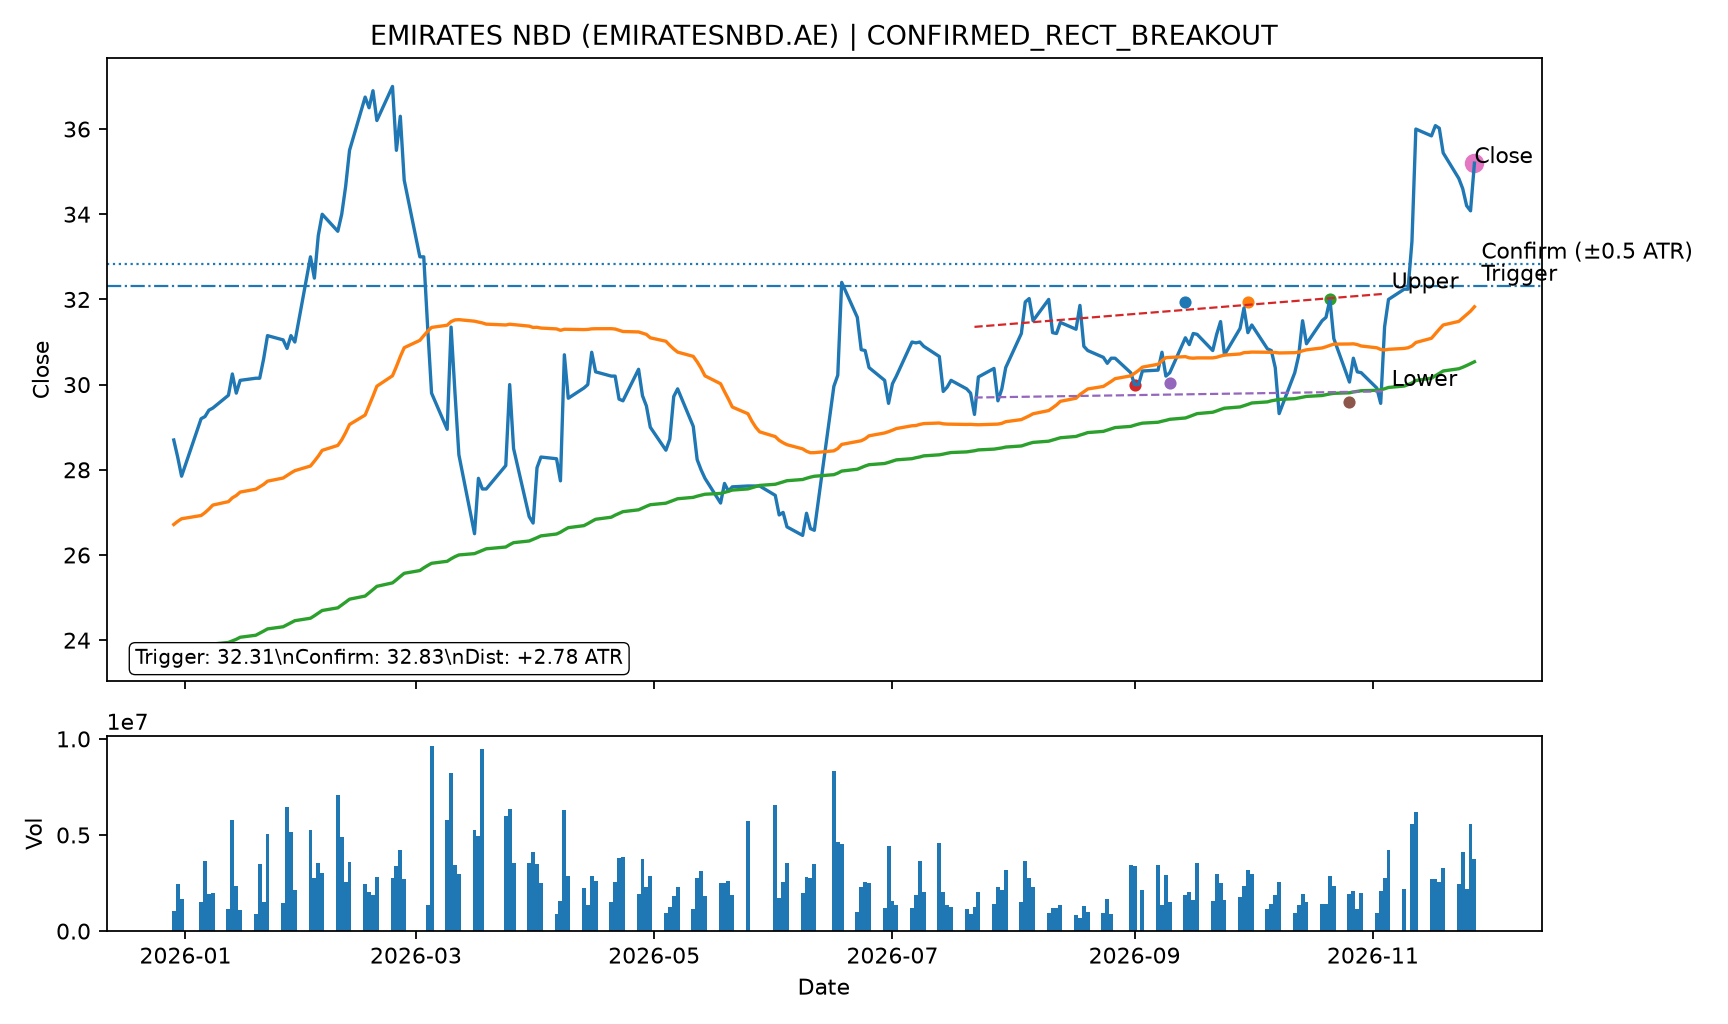 EMIRATES NBD (EMIRATESNBD.AE) | CONFIRMED_RECT_BREAKOUT
Close
36
34
32
30
28
26
24
Close
Confirm (±0.5 ATR)
Trigger
Upper
Lower
Trigger: 32.31\nConfirm: 32.83\nDist: +2.78 ATR
1e7
Vol
1.0
0.5
0.0
2026-01
2026-03
2026-05
2026-07
2026-09
2026-11
Date